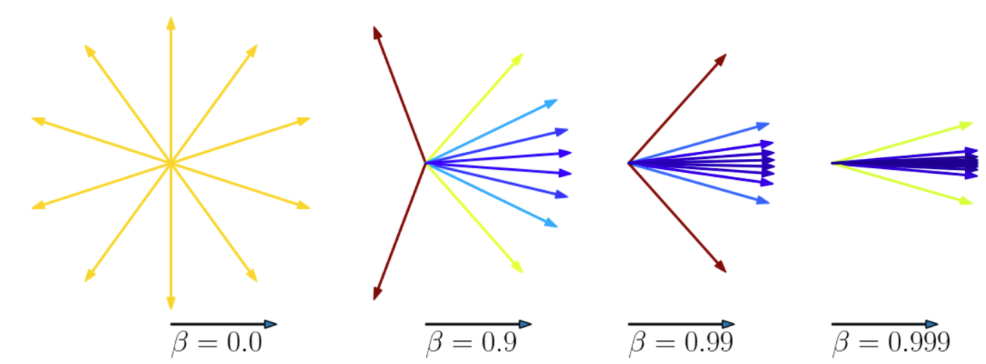 β = 0.0
β = 0.9
β = 0.99
β = 0.999